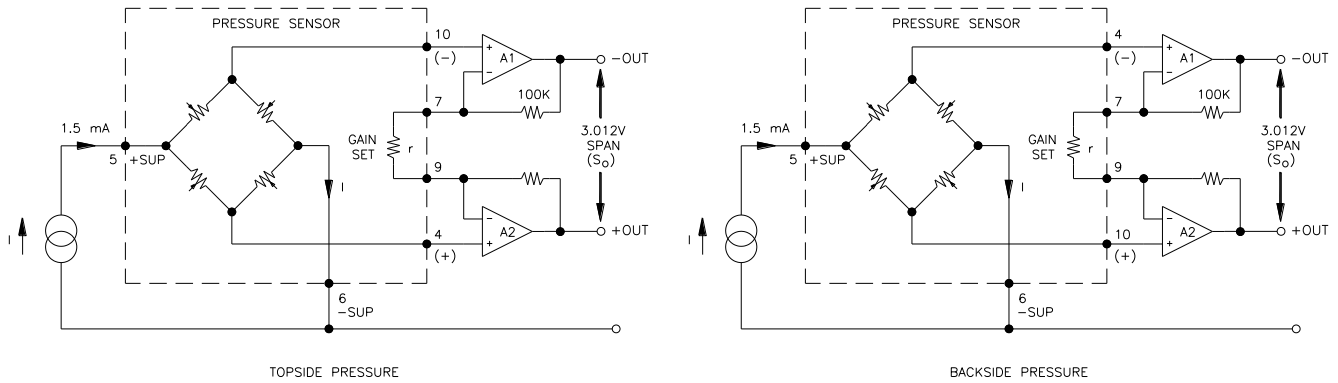 PRESSURE SENSOR
10
(-)
+
A1
-
-OUT
7
100K
1.5 mA
5
+SUP
GAIN
SET
r
3.012V
SPAN
(So)
I
I
9
-
A2
+
+OUT
4
(+)
6
-SUP
TOPSIDE PRESSURE
PRESSURE SENSOR
4
(-)
+
A1
-
-OUT
7
100K
1.5 mA
5
+SUP
GAIN
SET
r
3.012V
SPAN
(So)
I
I
9
-
A2
+
+OUT
10
(+)
6
-SUP
BACKSIDE PRESSURE